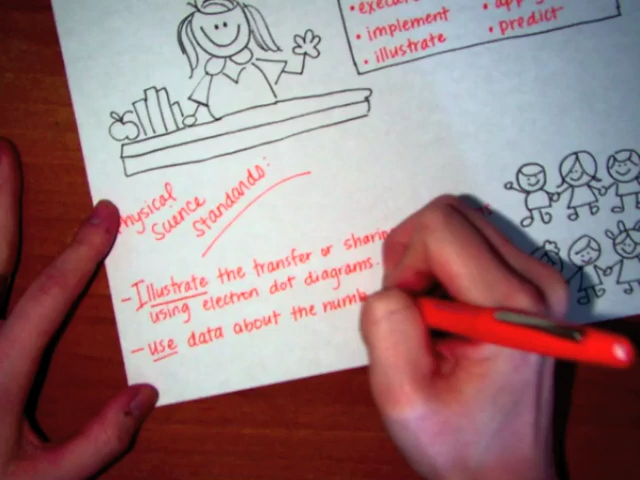 • implement
• illustrate
• predict
Physical
Science
Standards:
- Illustrate the transfer or sharing
using electron dot diagrams.
- use data about the numb